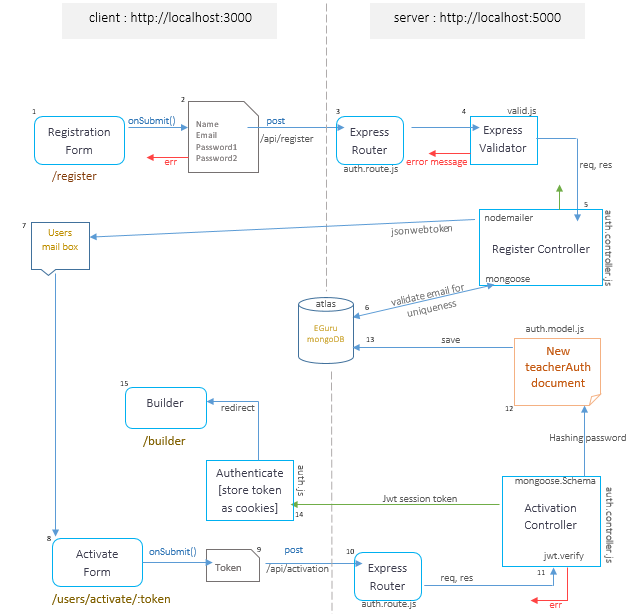 client : http://localhost:3000
server : http://localhost:5000
1
Registration
Form
/register
onSubmit()
2
Name
Email
Password1
Password2
err
post
/api/register
3
Express
Router
auth.route.js
error message
4
valid.js
Express
Validator
req, res
5
nodemailer
Register Controller
mongoose
auth.controller.js
jsonwebtoken
7
Users
mail box
6
validate email for
uniqueness
atlas
EGuru
mongoDB
13
save
auth.model.js
New
teacherAuth
document
12
Hashing password
15
Builder
/builder
redirect
Authenticate
[store token
as cookies]
14
auth.js
Jwt session token
mongoose.Schema
Activation
Controller
jwt.verify
auth.controller.js
11
err
8
Activate
Form
/users/activate/:token
onSubmit()
9
Token
post
/api/activation
10
Express
Router
auth.route.js
req, res